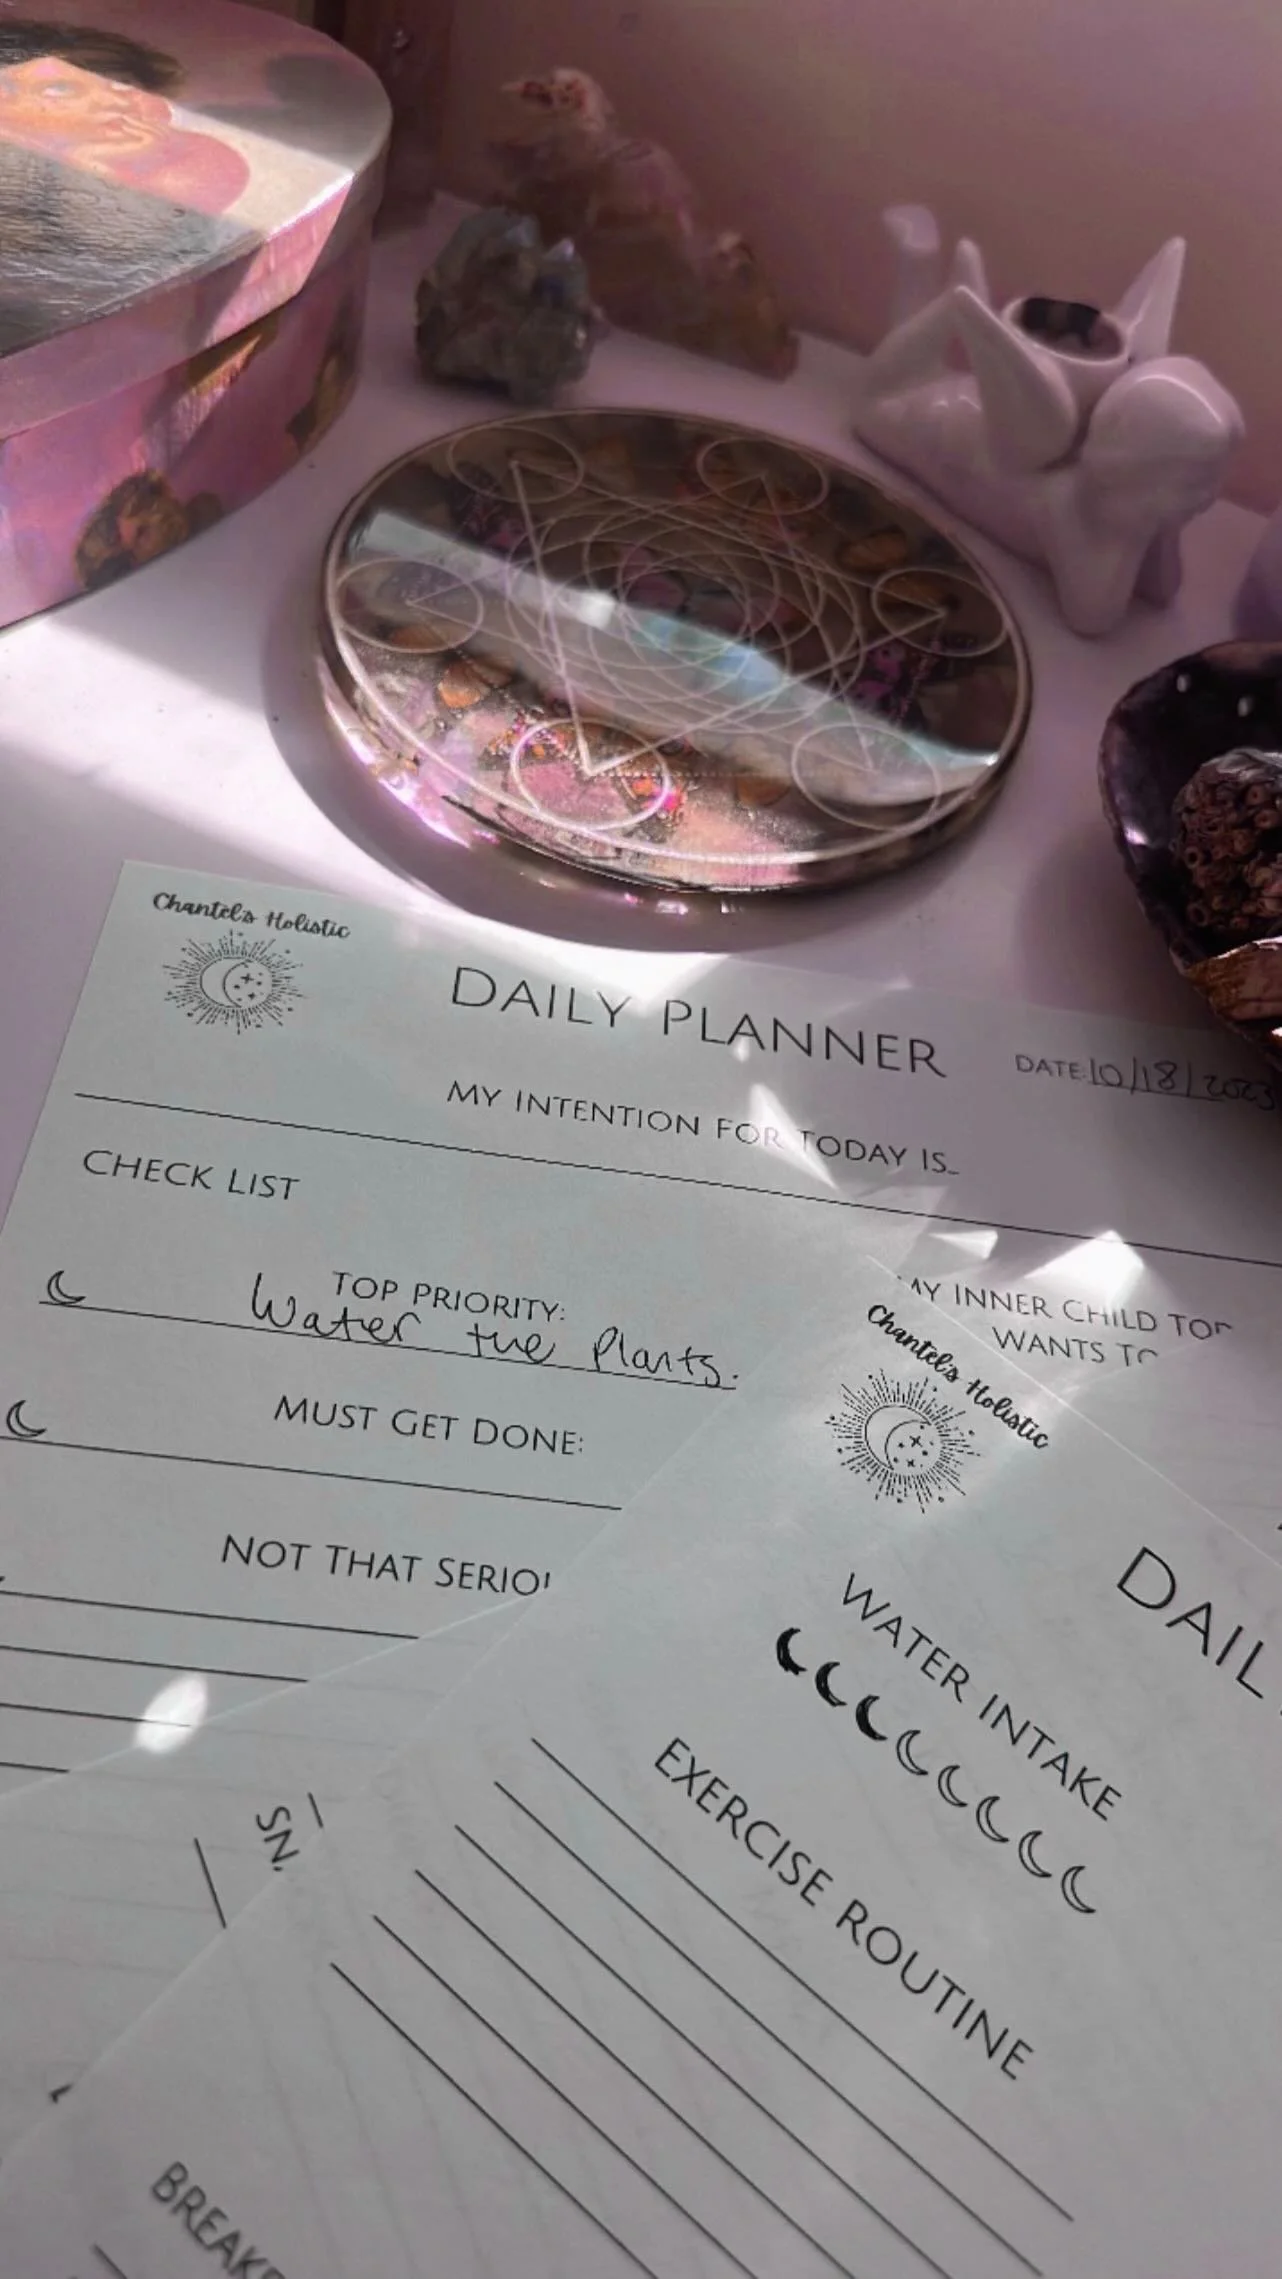 Chantel's Holistic
DAILY PLANNER
DATE: 10/18/2023
MY INTENTION FOR TODAY IS...
CHECK LIST
TOP PRIORITY:
Water the Plants.
MUST GET DONE:
NOT THAT
MY INNER CHILD
WANTS
Chantel's Holistic
WATER INTAKE
EXERCISE ROUTINE